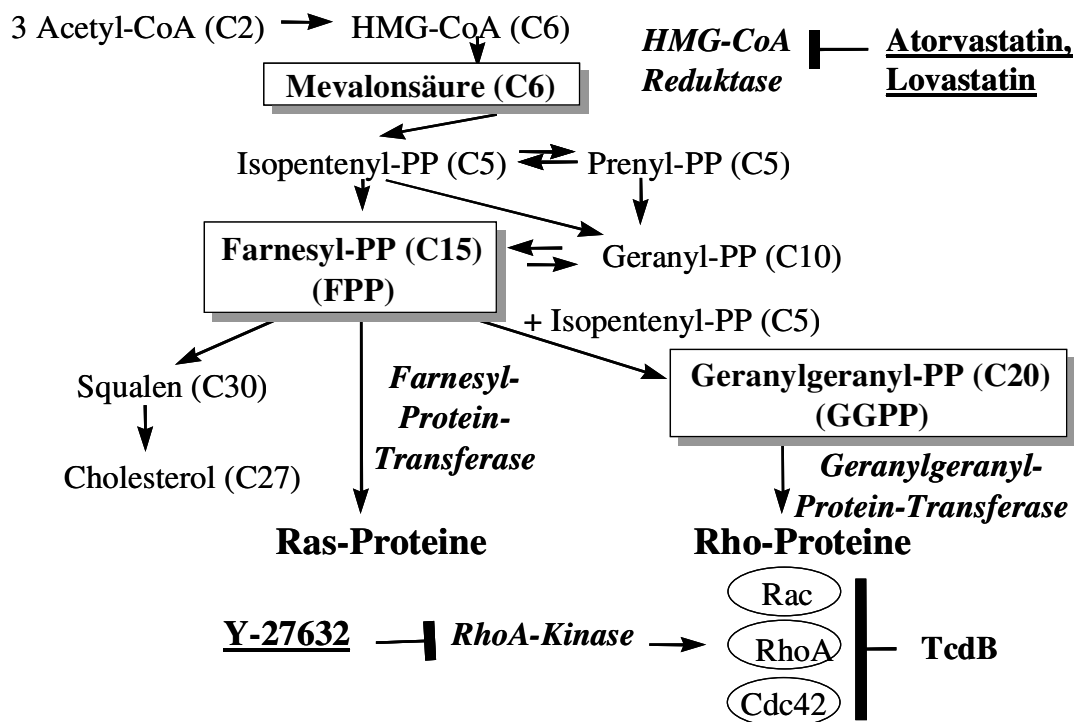 3 Acetyl-CoA (C2)
HMG-CoA (C6)
HMG-CoA
Reduktase
Atorvastatin,
Lovastatin
Mevalonsäure (C6)
Isopentenyl-PP (C5)
Prenyl-PP (C5)
Farnesyl-PP (C15)
(FPP)
Geranyl-PP (C10)
+ Isopentenyl-PP (C5)
Squalen (C30)
Cholesterol (C27)
Farnesyl-
Protein-
Transferase
Geranylgeranyl-PP (C20)
(GGPP)
Geranylgeranyl-
Protein-Transferase
Ras-Proteine
Rho-Proteine
Rac
Y-27632
RhoA-Kinase
RhoA
TcdB
Cdc42